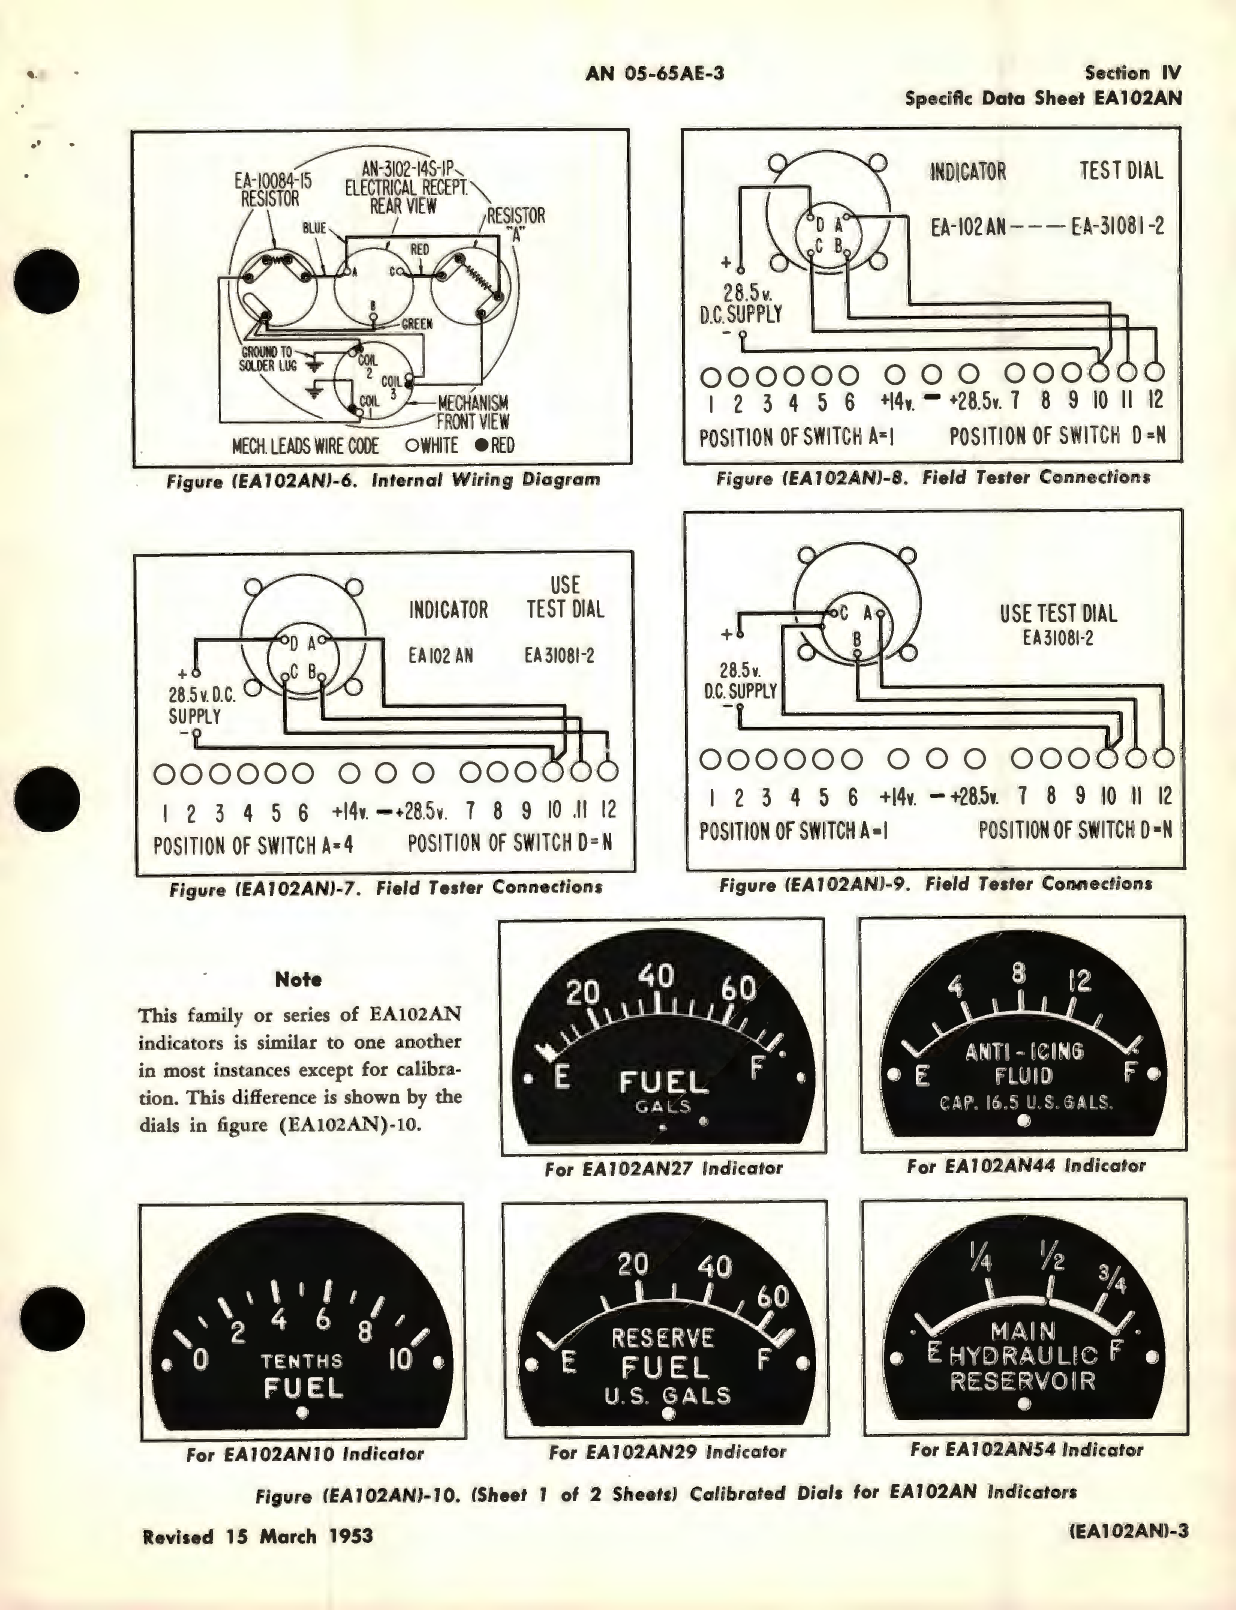 AN 05-65AE-3
Section IV
Specific Data Sheet EA102AN
EA-10084-15
RESISTOR
AN-3102-14S-1P
ELECTRICAL RECEPT.
REAR VIEW
RESISTOR
"A"
BLUE
RED
A
C
B
GREEN
GROUND TO
SOLDER LUG
COIL
2
COIL
3
COIL
1
MECHANISM
FRONT VIEW
MECH. LEADS WIRE CODE WHITE RED
Figure (EA102AN)-6. Internal Wiring Diagram
INDICATOR TEST DIAL
EA-102AN---EA-31081-2
D A
C B
+
28.5v.
D.C. SUPPLY
-
1 2 3 4 5 6 +14v. - +28.5v. 7 8 9 10 11 12
POSITION OF SWITCH A=1 POSITION OF SWITCH D=N
Figure (EA102AN)-8. Field Tester Connections
INDICATOR
USE
TEST DIAL
EA102AN EA31081-2
D A
C B
+
28.5v. D.C.
SUPPLY
-
1 2 3 4 5 6 +14v. - +28.5v. 7 8 9 10 .11 12
POSITION OF SWITCH A=4 POSITION OF SWITCH D=N
Figure (EA102AN)-7. Field Tester Connections
USE TEST DIAL
EA31081-2
C A
B
+
28.5v.
D.C. SUPPLY
-
1 2 3 4 5 6 +14v. - +28.5v. 7 8 9 10 11 12
POSITION OF SWITCH A=1 POSITION OF SWITCH D=N
Figure (EA102AN)-9. Field Tester Connections
Note
This family or series of EA102AN
indicators is similar to one another
in most instances except for calibra-
tion. This difference is shown by the
dials in figure (EA102AN)-10.
20 40 60
E F
FUEL
GALS
For EA102AN27 Indicator
4 8 12
E F
ANTI-ICING
FLUID
CAP. 16.5 U.S. GALS.
For EA102AN44 Indicator
0 2 4 6 8 10
TENTHS
FUEL
For EA102AN10 Indicator
20 40 60
E F
RESERVE
FUEL
U.S. GALS
For EA102AN29 Indicator
1/4 1/2 3/4
E F
MAIN
HYDRAULIC
RESERVOIR
For EA102AN54 Indicator
Figure (EA102AN)-10. (Sheet 1 of 2 Sheets) Calibrated Dials for EA102AN Indicators
Revised 15 March 1953
(EA102AN)-3